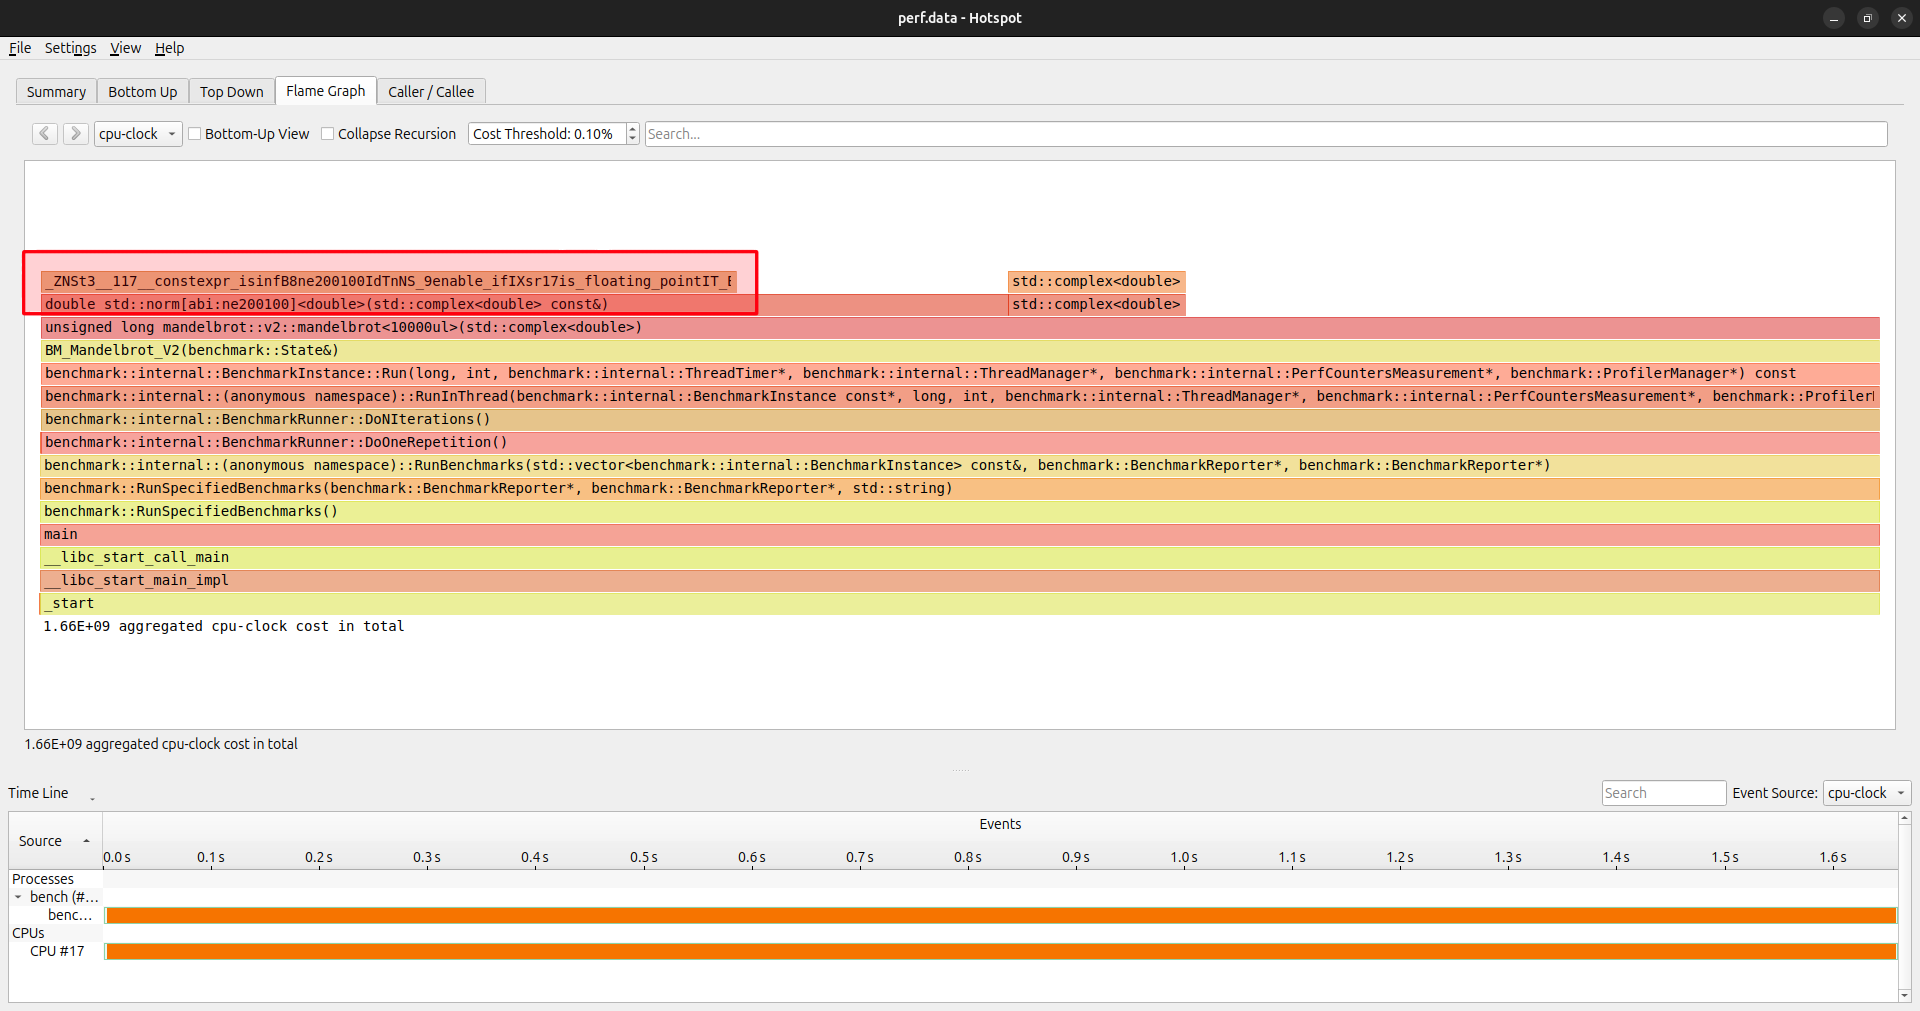 perf.data - Hotspot
File Settings View Help
Summary Bottom Up Top Down Flame Graph Caller / Callee
cpu-clock Bottom-Up View Collapse Recursion Cost Threshold: 0.10% Search...
_ZNSt3__117__constexpr_isinfB8ne200100IdTnNS_9enable_ifIXsr17is_floating_pointIT_E std::complex<double>
double std::norm[abi:ne200100]<double>(std::complex<double> const&) std::complex<double>
unsigned long mandelbrot::v2::mandelbrot<10000ul>(std::complex<double>)
BM_Mandelbrot_V2(benchmark::State&)
benchmark::internal::BenchmarkInstance::Run(long, int, benchmark::internal::ThreadTimer*, benchmark::internal::ThreadManager*, benchmark::internal::PerfCountersMeasurement*, benchmark::ProfilerManager*) const
benchmark::internal::(anonymous namespace)::RunInThread(benchmark::internal::BenchmarkInstance const*, long, int, benchmark::internal::ThreadManager*, benchmark::internal::PerfCountersMeasurement*, benchmark::Profiler
benchmark::internal::BenchmarkRunner::DoNIterations()
benchmark::internal::BenchmarkRunner::DoOneRepetition()
benchmark::internal::(anonymous namespace)::RunBenchmarks(std::vector<benchmark::internal::BenchmarkInstance> const&, benchmark::BenchmarkReporter*, benchmark::BenchmarkReporter*)
benchmark::RunSpecifiedBenchmarks(benchmark::BenchmarkReporter*, benchmark::BenchmarkReporter*, std::string)
benchmark::RunSpecifiedBenchmarks()
main
__libc_start_call_main
__libc_start_main_impl
_start
1.66E+09 aggregated cpu-clock cost in total
1.66E+09 aggregated cpu-clock cost in total
Time Line Search Event Source: cpu-clock
Source Events
0.0 s 0.1 s 0.2 s 0.3 s 0.4 s 0.5 s 0.6 s 0.7 s 0.8 s 0.9 s 1.0 s 1.1 s 1.2 s 1.3 s 1.4 s 1.5 s 1.6 s
Processes
bench (#...
benc...
CPUs
CPU #17